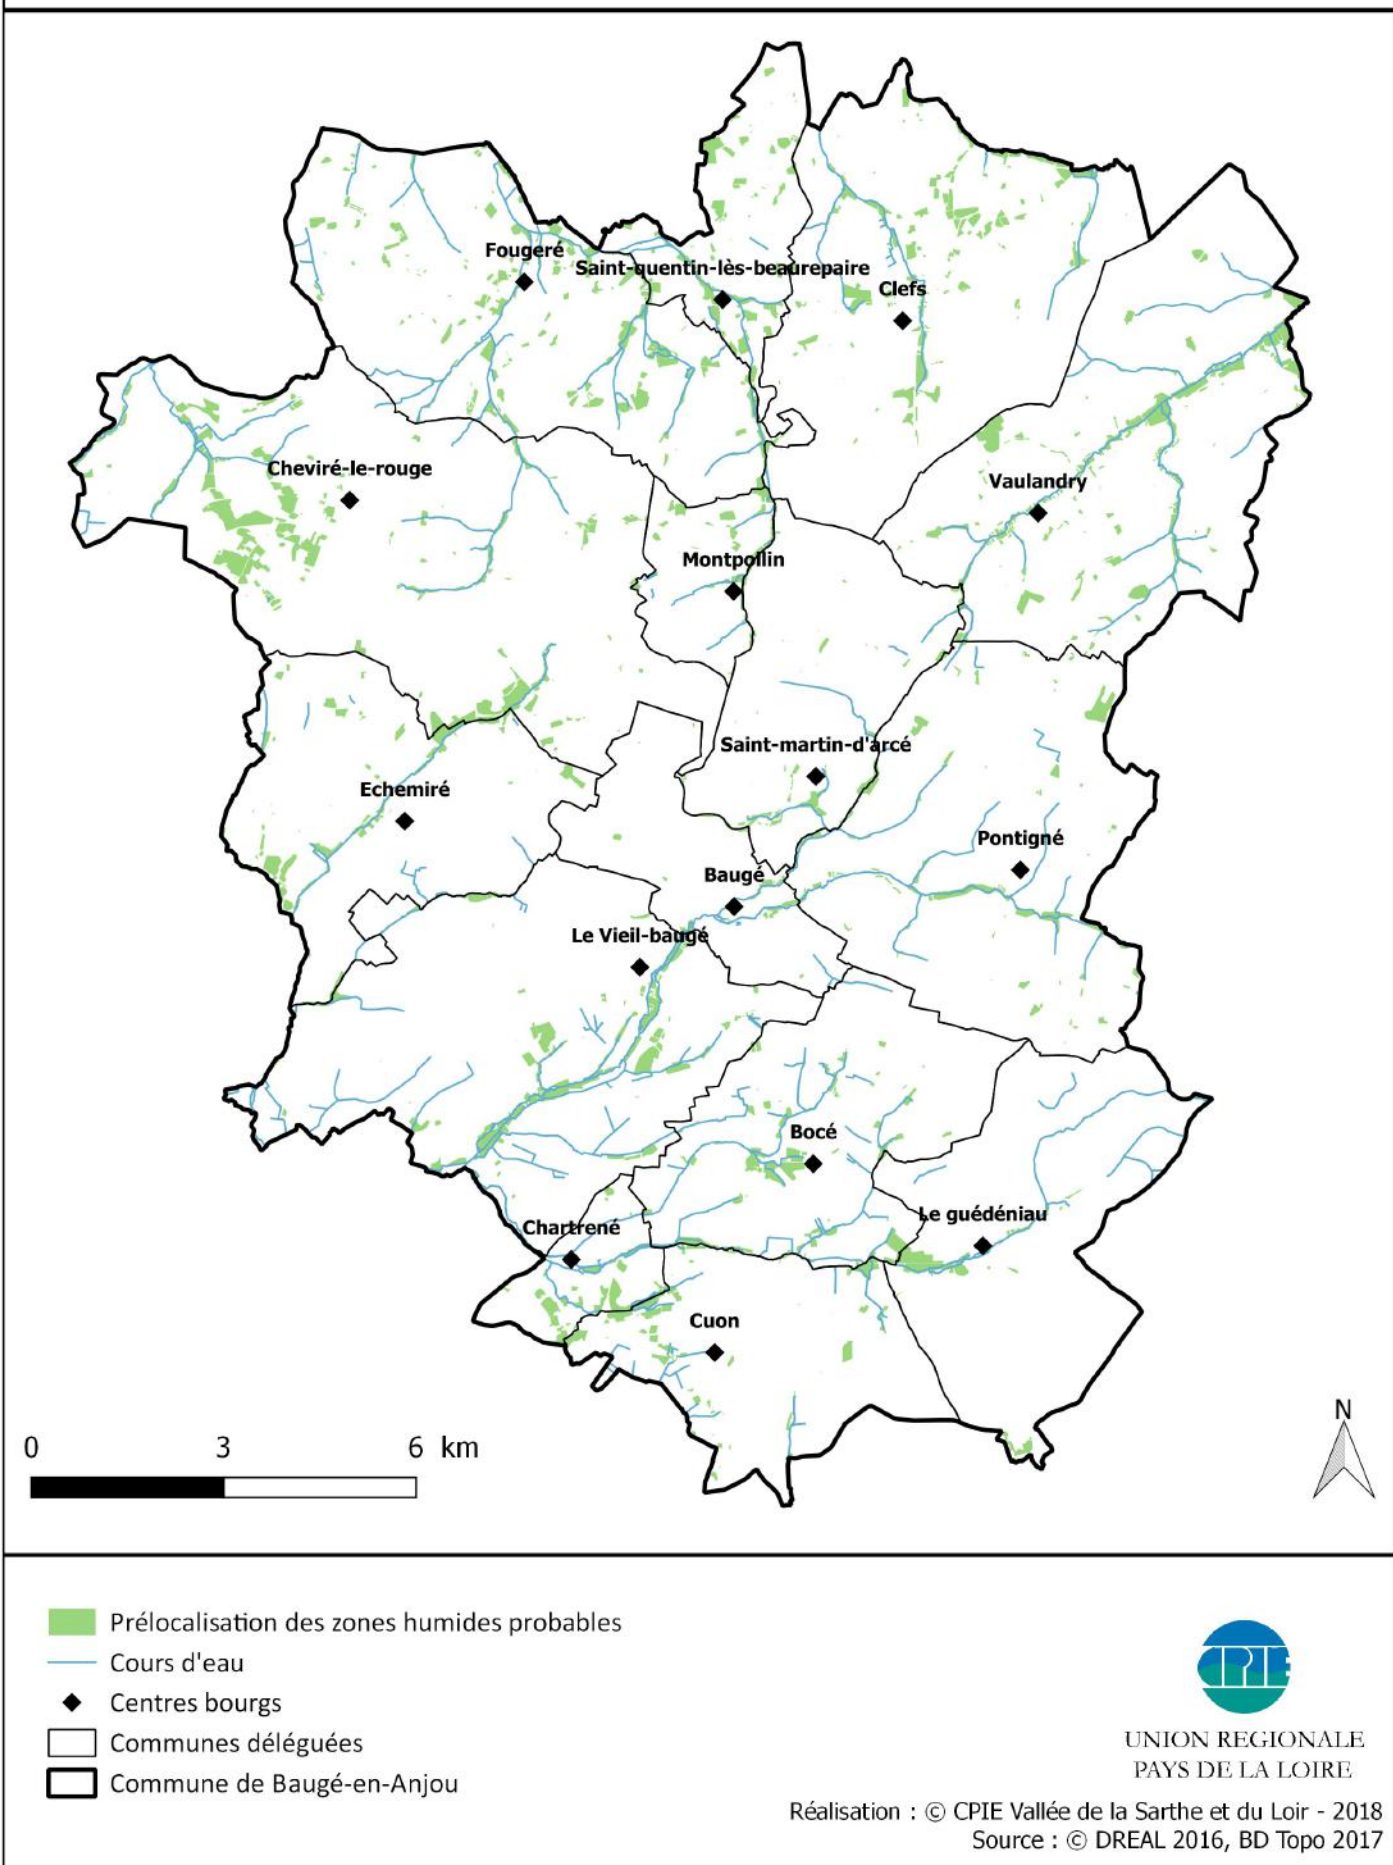 Fougeré
Saint-quentin-lès-beaurepaire
Clefs
Cheviré-le-rouge
Vaulandry
Montpollin
Saint-martin-d'arcé
Echemiré
Pontigné
Baugé
Le Vieil-baugé
Bocé
Le guédéniau
Chartrené
Cuon
N
0 3 6 km
Prélocalisation des zones humides probables
Cours d'eau
Centres bourgs
Communes déléguées
Commune de Baugé-en-Anjou
CPIE
UNION REGIONALE
PAYS DE LA LOIRE
Réalisation : © CPIE Vallée de la Sarthe et du Loir - 2018
Source : © DREAL 2016, BD Topo 2017